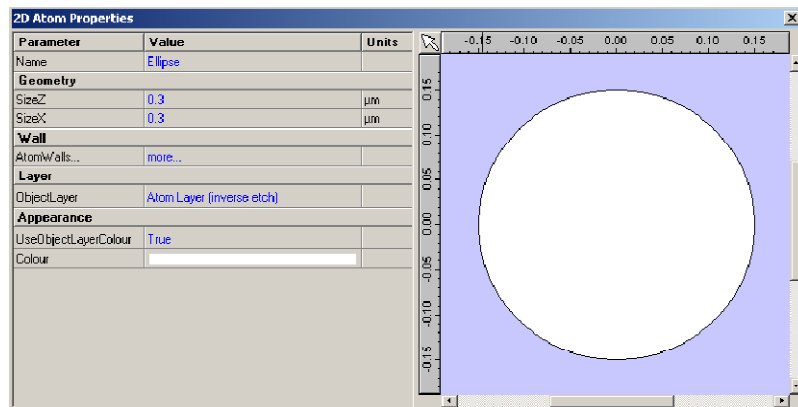 2D Atom Properties
Parameter Value Units
-0.15 -0.10 -0.05 0.00 0.05 0.10 0.15
Name Ellipse
Geometry
SizeZ 0.3 µm
SizeX 0.3 µm
Wall
AtomWalls... more...
Layer
ObjectLayer Atom Layer (inverse etch)
Appearance
UseObjectLayerColour True
Colour
0.15
0.10
0.05
0.00
-0.05
-0.10
-0.15